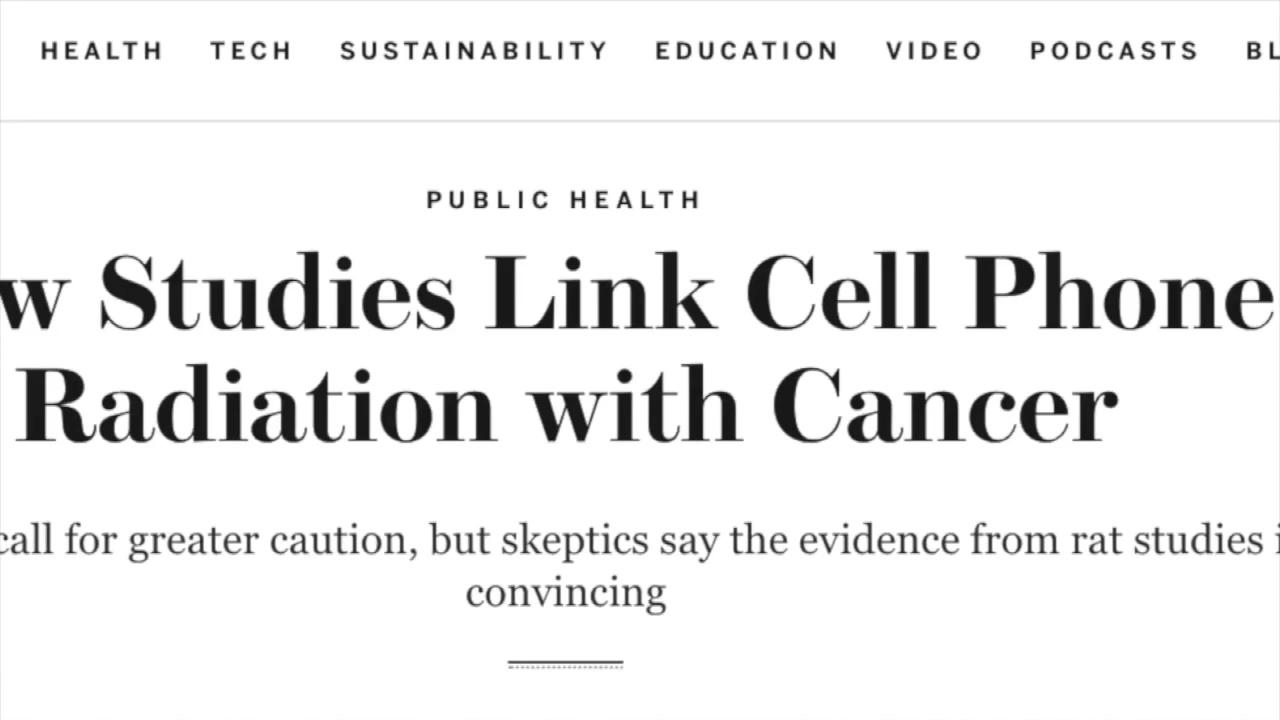 HEALTH TECH SUSTAINABILITY EDUCATION VIDEO PODCASTS BL
PUBLIC HEALTH
w Studies Link Cell Phone
Radiation with Cancer
call for greater caution, but skeptics say the evidence from rat studies i
convincing